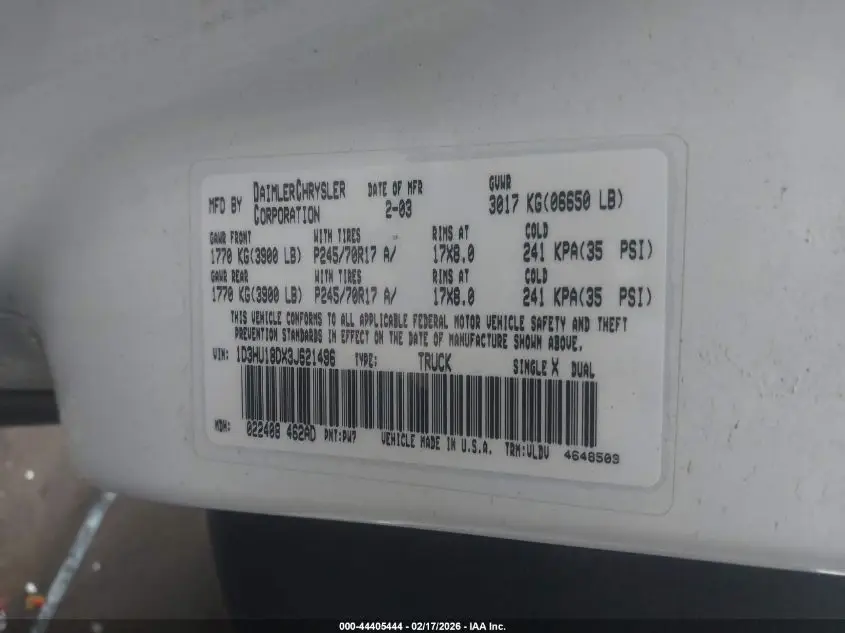 MFD BY DAIMLERCHRYSLER CORPORATION DATE OF MFR 2-03 GVWR 3017 KG(06650 LB)
GAWR FRONT WITH TIRES RIMS AT COLD
1770 KG(3900 LB) P245/70R17 A/ 17X8.0 241 KPA(35 PSI)
GAWR REAR WITH TIRES RIMS AT COLD
1770 KG(3900 LB) P245/70R17 A/ 17X8.0 241 KPA(35 PSI)
THIS VEHICLE CONFORMS TO ALL APPLICABLE FEDERAL MOTOR VEHICLE SAFETY AND THEFT
PREVENTION STANDARDS IN EFFECT ON THE DATE OF MANUFACTURE SHOWN ABOVE.
VIN: 1D3HU18DX3J621496 TYPE: TRUCK SINGLE X DUAL
MDH: 022408 462AD PNT:PW7 VEHICLE MADE IN U.S.A. TRM:VLDV 4648503
000-44405444 - 02/17/2026 - IAA Inc.